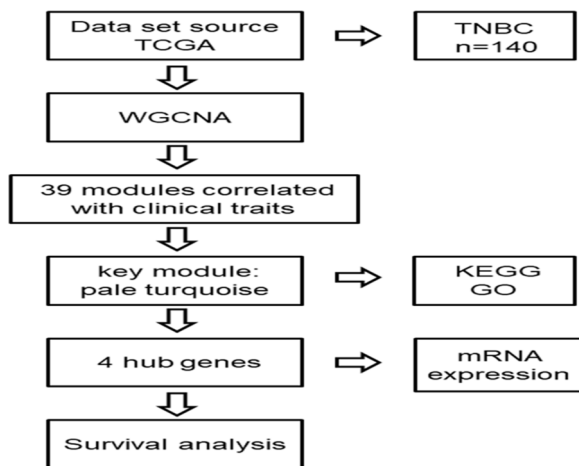 Data set source
TCGA
TNBC
n=140
WGCNA
39 modules correlated
with clinical traits
key module:
pale turquoise
KEGG
GO
4 hub genes
mRNA
expression
Survival analysis